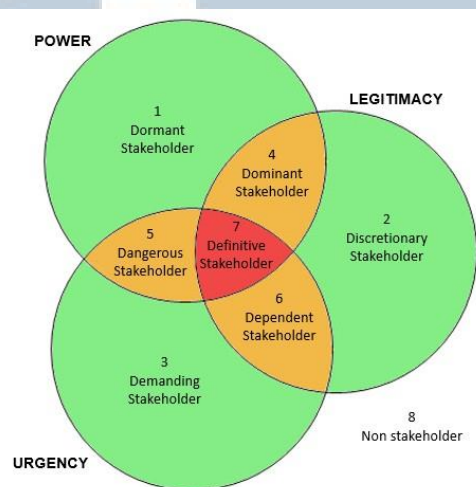 POWER
LEGITIMACY
1
Dormant
Stakeholder
4
Dominant
Stakeholder
2
Discretionary
Stakeholder
5
Dangerous
Stakeholder
7
Definitive
Stakeholder
6
Dependent
Stakeholder
3
Demanding
Stakeholder
8
Non stakeholder
URGENCY